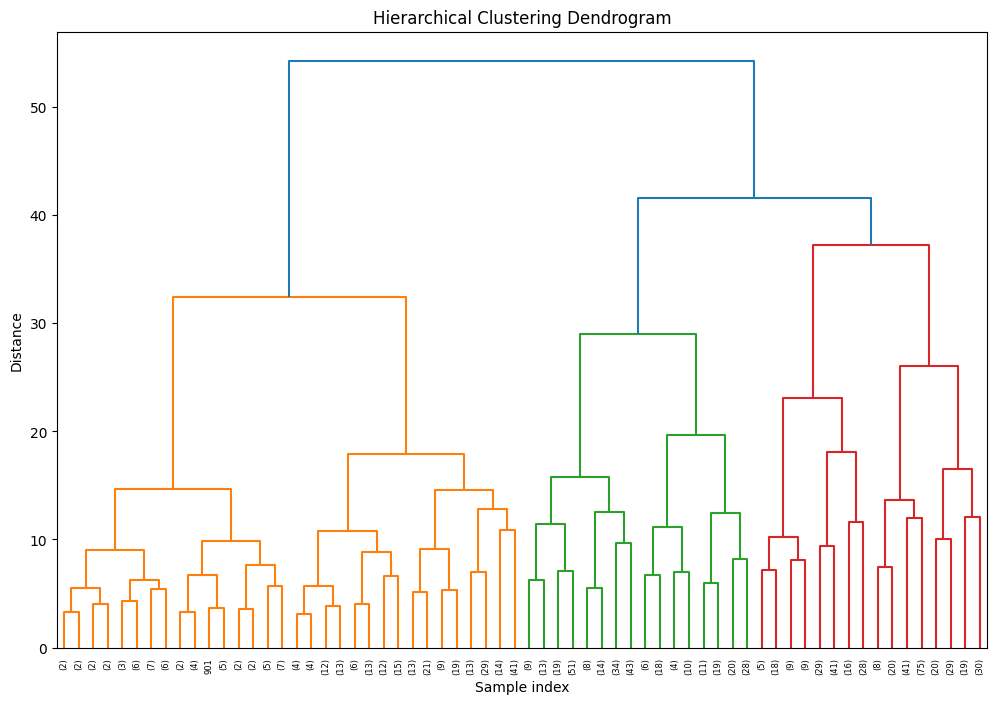 Hierarchical Clustering Dendrogram
50
40
30
20
10
0
Distance
(2) (2) (2) (2) (3) (6) (7) (6) (2) (4) 901 (5) (2) (2) (5) (7) (4) (4) (12) (13) (6) (13) (12) (15) (13) (21) (9) (19) (13) (29) (14) (41) (9) (13) (19) (51) (8) (14) (34) (43) (6) (18) (4) (10) (11) (19) (20) (28) (5) (18) (9) (9) (29) (41) (16) (28) (8) (20) (41) (75) (20) (29) (19) (30)
Sample index